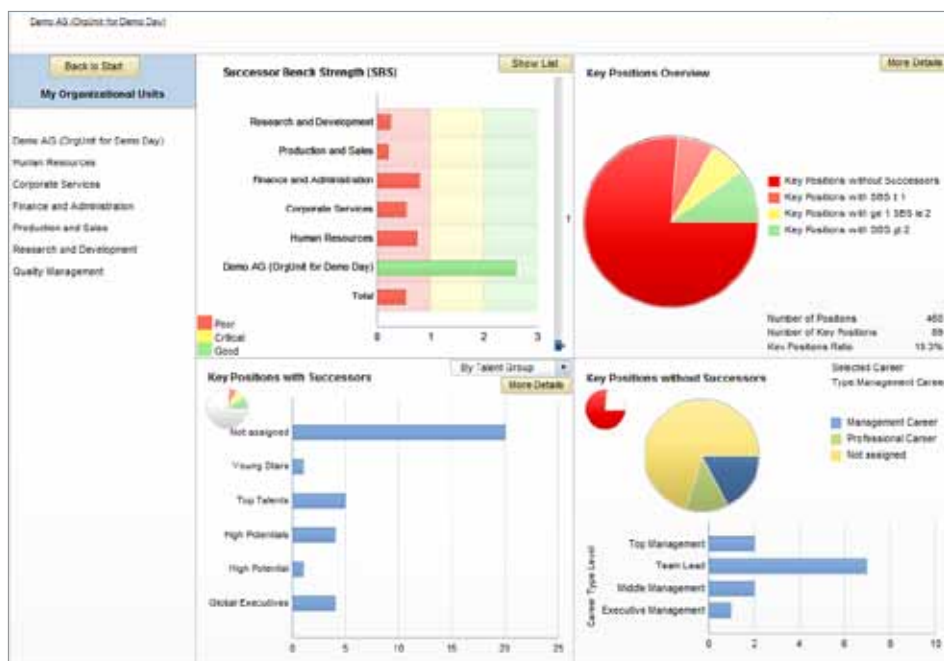 Demo AG (OrgUnit for Demo Day)
Back to Start
My Organizational Units
Demo AG (OrgUnit for Demo Day)
Human Resources
Corporate Services
Finance and Administration
Production and Sales
Research and Development
Quality Management
Successor Bench Strength (SBS)
Show List
Research and Development
Production and Sales
Finance and Administration
Corporate Services
Human Resources
Demo AG (OrgUnit for Demo Day)
Total
0 1 2 3
Poor
Critical
Good
1
Key Positions Overview
More Details
Key Positions without Successors
Key Positions with SBS
Key Positions with ge 1 SBS le 2
Key Positions with SBS gt 2
Number of Positions
Number of Key Positions
Key Positions Ratio
Key Positions with Successors
By Talent Group
More Details
Not assigned
Young Stars
Top Talents
High Potentials
High Potential
Global Executives
0 5 10 15 20 25
Key Positions without Successors
Selected Career
Type:Management Career
Management Career
Professional Career
Not assigned
Career Type Level
Top Management
Team Lead
Middle Management
Executive Management
0 2 4 6 8 10